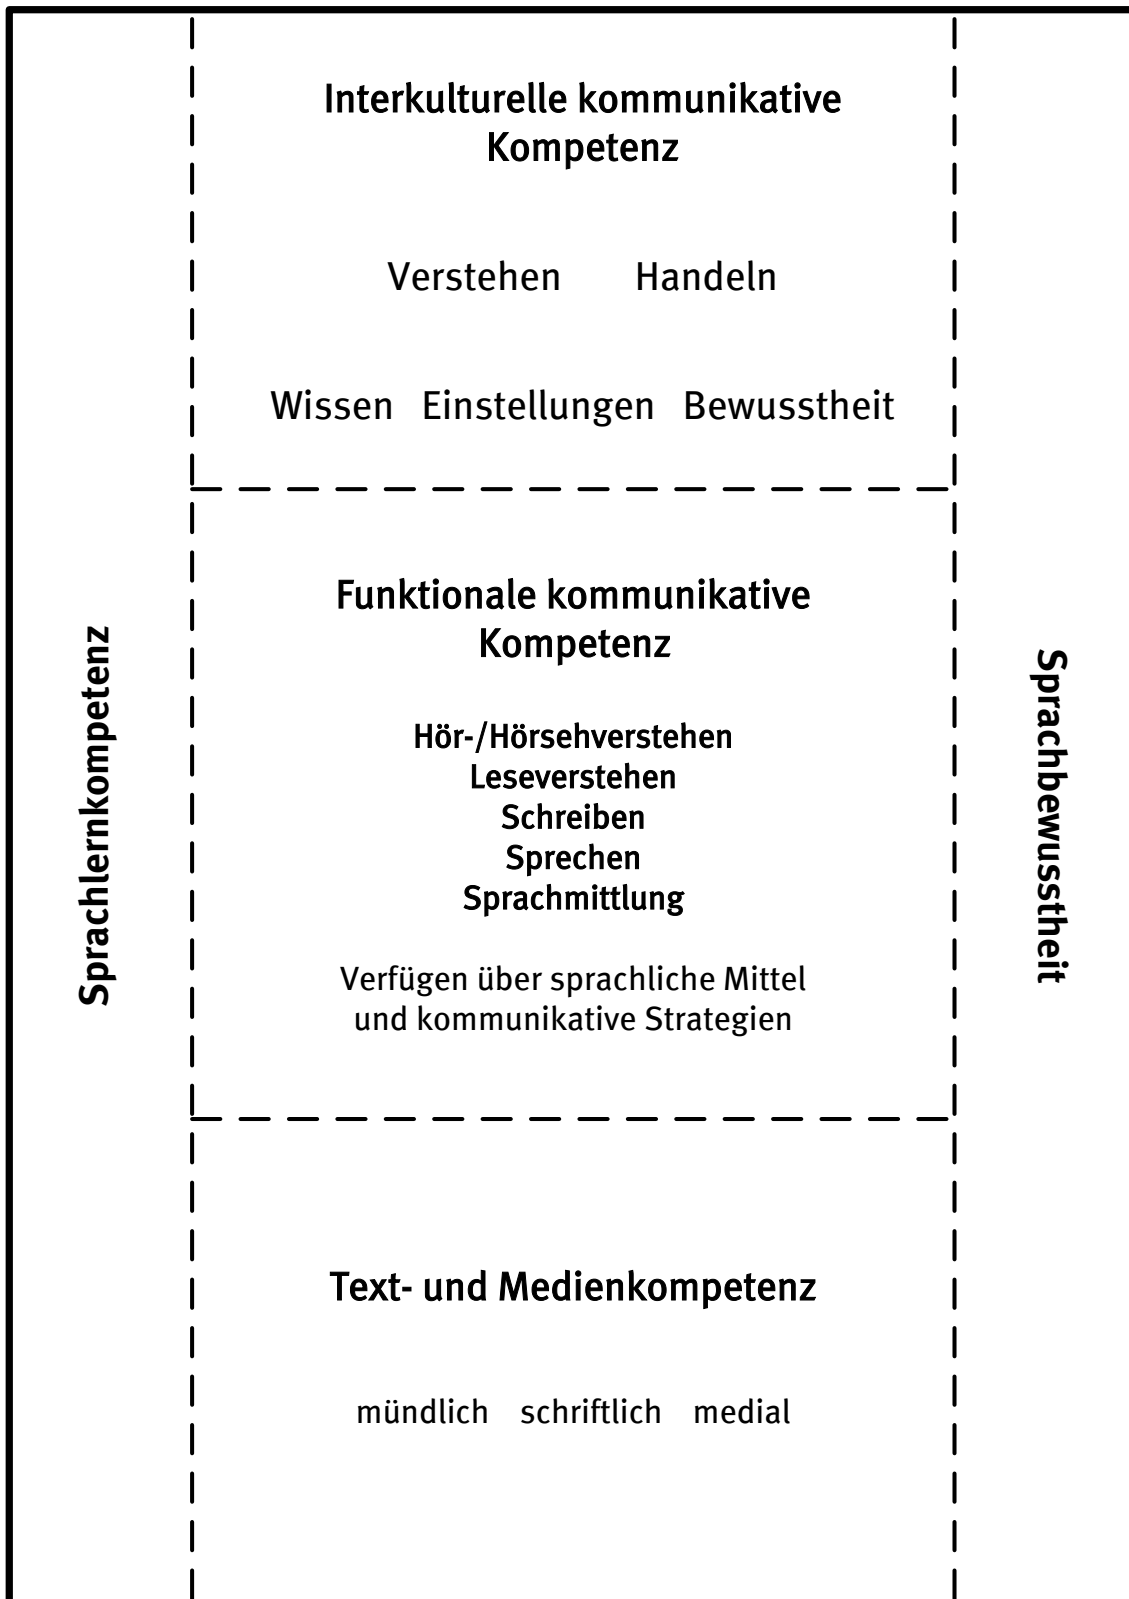 Interkulturelle kommunikative
Kompetenz
Verstehen Handeln
Wissen Einstellungen Bewusstheit
Sprachlernkompetenz
Funktionale kommunikative
Kompetenz
Hör-/Hörsehverstehen
Leseverstehen
Schreiben
Sprechen
Sprachmittlung
Verfügen über sprachliche Mittel
und kommunikative Strategien
Sprachbewusstheit
Text- und Medienkompetenz
mündlich schriftlich medial